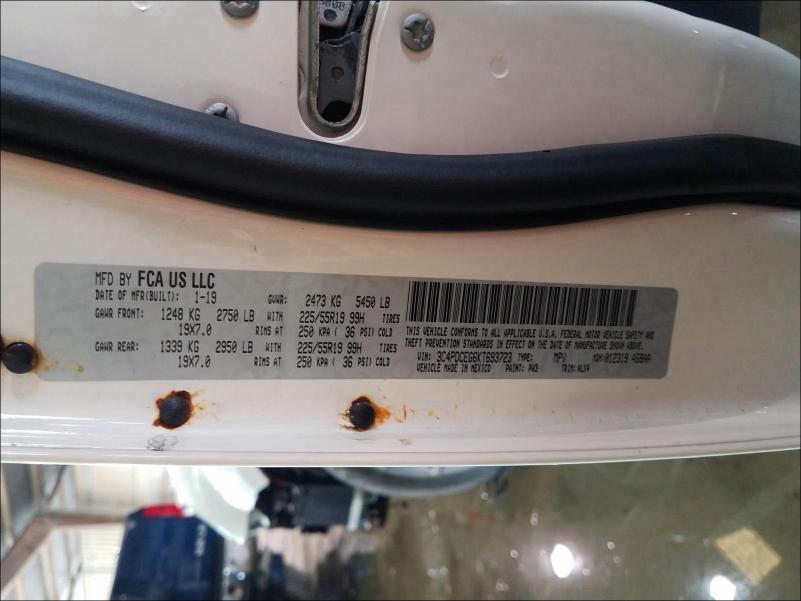 MFD BY FCA US LLC
DATE OF MFR(BUILT): 1-19 GVWR: 2473 KG 5450 LB
GAWR FRONT: 1248 KG 2750 LB WITH 225/55R19 99H TIRES
19X7.0 RIMS AT 250 KPA ( 36 PSI) COLD
GAWR REAR: 1339 KG 2950 LB WITH 225/55R19 99H TIRES
19X7.0 RIMS AT 250 KPA ( 36 PSI) COLD
THIS VEHICLE CONFORMS TO ALL APPLICABLE U.S.A. FEDERAL MOTOR VEHICLE SAFETY AND
THEFT PREVENTION STANDARDS IN EFFECT ON THE DATE OF MANUFACTURE SHOWN ABOVE.
VIN: 3C4PDCEG6KT693723 TYPE: MPV MDH: 012319
VEHICLE MADE IN MEXICO PAINT: PW3 TRIM: ALX9